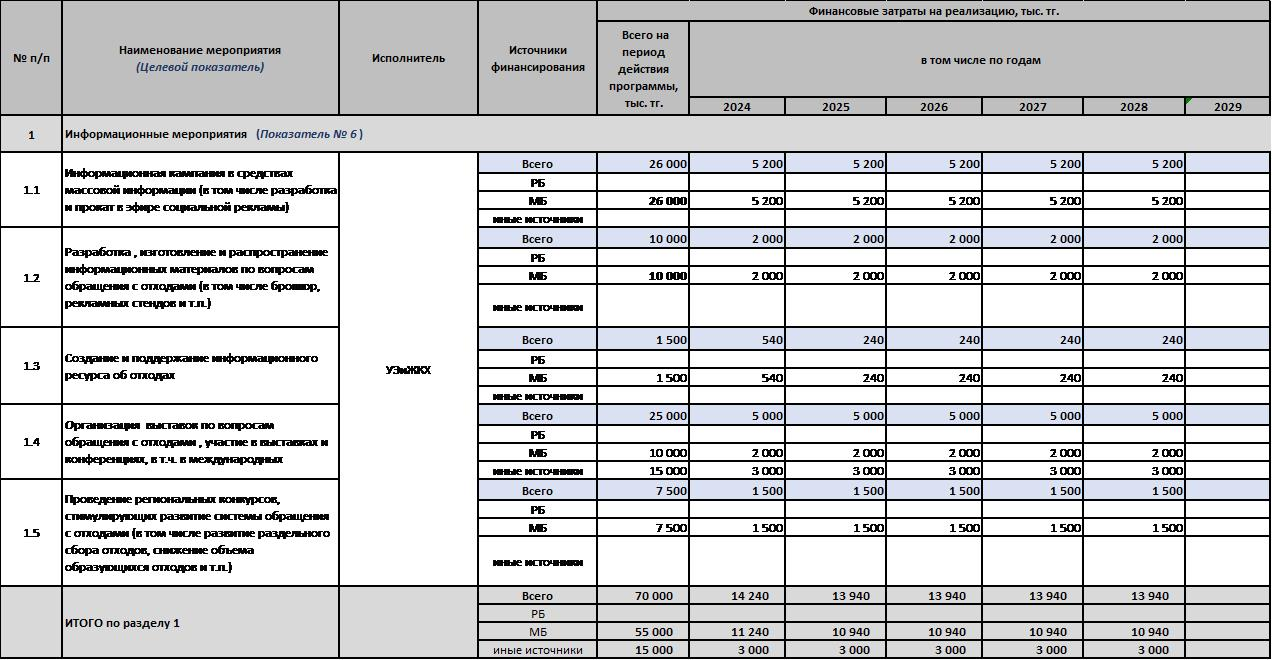 № п/п
Наименование мероприятия
(Целевой показатель)
Исполнитель
Источники
финансирования
Финансовые затраты на реализацию, тыс. тг.
Всего на
период
действия
программы,
тыс. тг.
в том числе по годам
2024 2025 2026 2027 2028 2029
1 Информационные мероприятия (Показатель № 6 )
1.1
Информационная кампания в средствах
массовой информации (в том числе разработка
и прокат в эфире социальной рекламы)
УЭиЖКХ
Всего 26 000 5 200 5 200 5 200 5 200 5 200
РБ
МБ 26 000 5 200 5 200 5 200 5 200 5 200
иные источники
1.2
Разработка , изготовление и распространение
информационных материалов по вопросам
обращения с отходами (в том числе брошюр,
рекламных стендов и т.п.)
Всего 10 000 2 000 2 000 2 000 2 000 2 000
РБ
МБ 10 000 2 000 2 000 2 000 2 000 2 000
иные источники
1.3
Создание и поддержание информационного
ресурса об отходах
Всего 1 500 540 240 240 240 240
РБ
МБ 1 500 540 240 240 240 240
иные источники
1.4
Организация выставок по вопросам
обращения с отходами , участие в выставках и
конференциях, в т.ч. в международных
Всего 25 000 5 000 5 000 5 000 5 000 5 000
РБ
МБ 10 000 2 000 2 000 2 000 2 000 2 000
иные источники 15 000 3 000 3 000 3 000 3 000 3 000
1.5
Проведение региональных конкурсов,
стимулирующих развитие системы обращения
с отходами (в том числе развитие раздельного
сбора отходов, снижение объема
образующихся отходов и т.п.)
Всего 7 500 1 500 1 500 1 500 1 500 1 500
РБ
МБ 7 500 1 500 1 500 1 500 1 500 1 500
иные источники
ИТОГО по разделу 1
Всего 70 000 14 240 13 940 13 940 13 940 13 940
РБ
МБ 55 000 11 240 10 940 10 940 10 940 10 940
иные источники 15 000 3 000 3 000 3 000 3 000 3 000